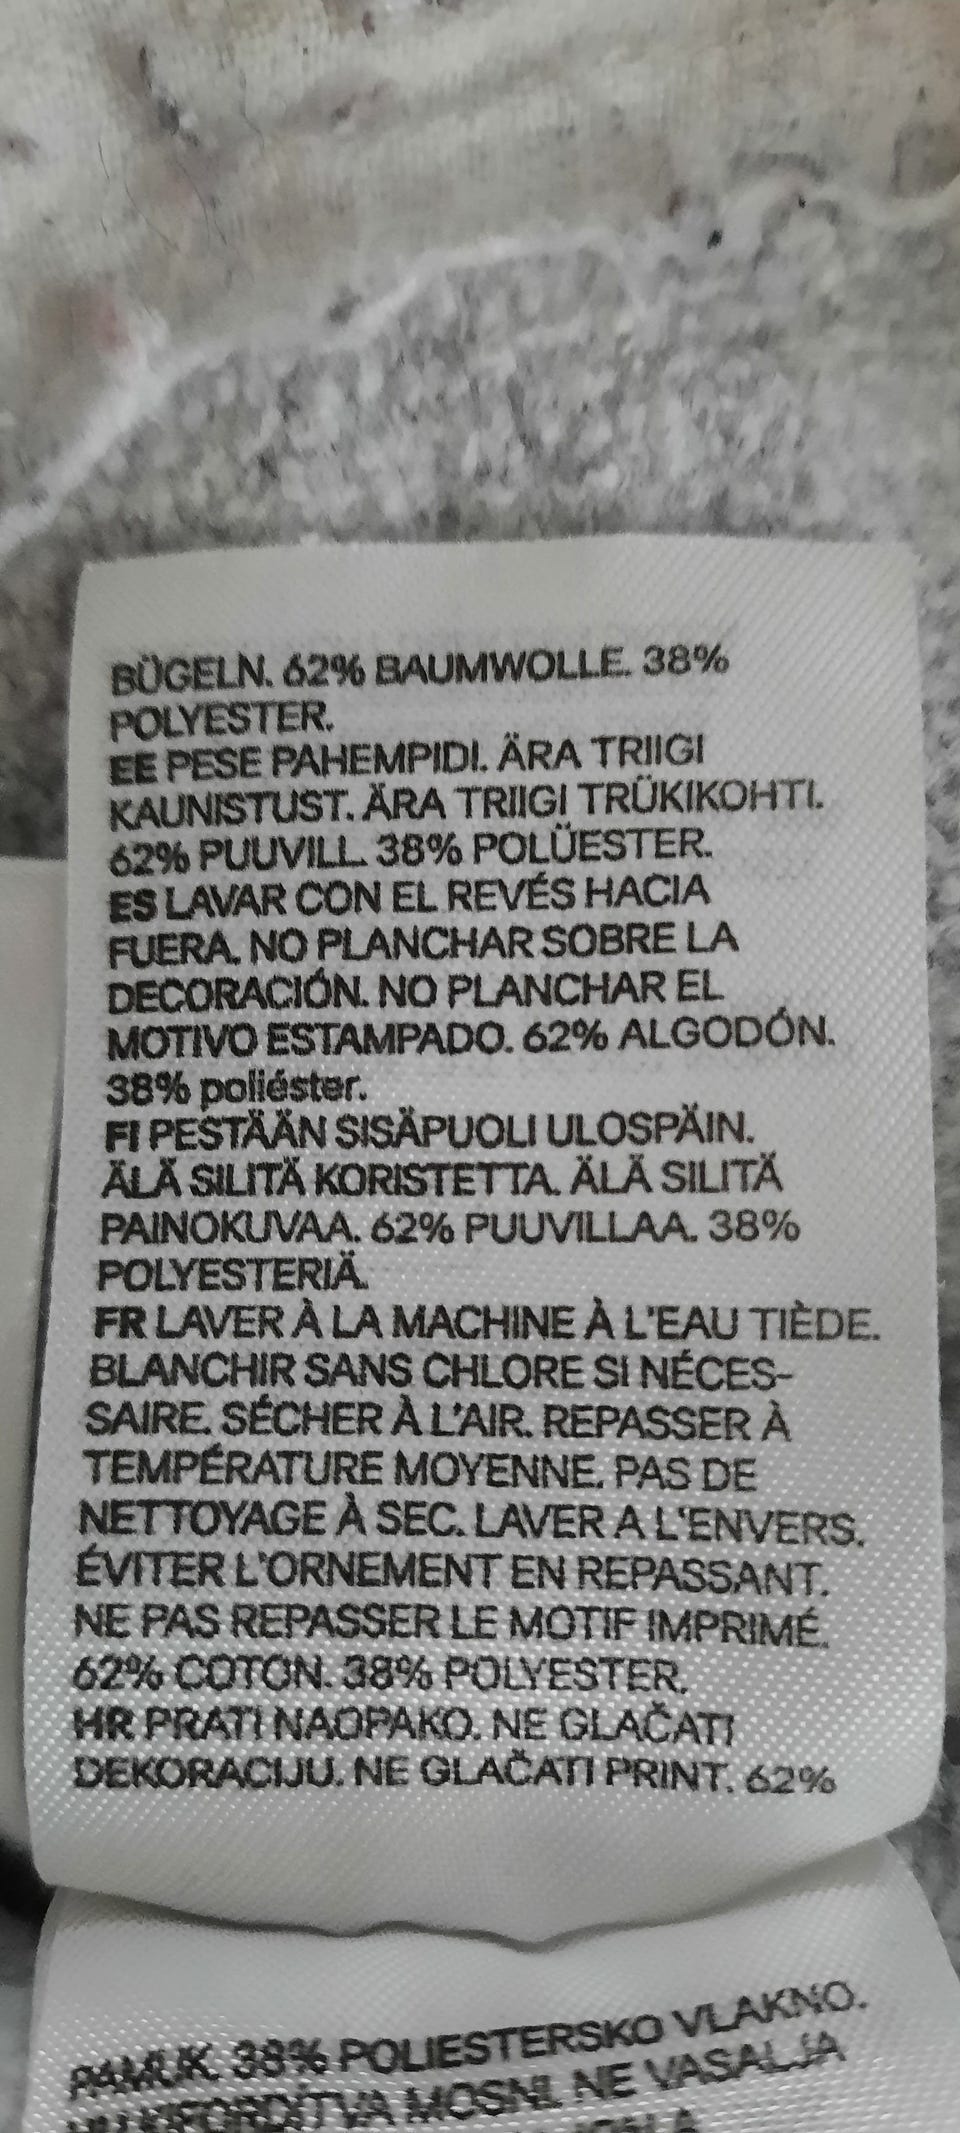 BÜGELN. 62% BAUMWOLLE. 38%
POLYESTER.
EE PESE PAHEMPIDI. ÄRA TRIIGI
KAUNISTUST. ÄRA TRIIGI TRÜKIKOHTI.
62% PUUVILL. 38% POLÜESTER.
ES LAVAR CON EL REVÉS HACIA
FUERA. NO PLANCHAR SOBRE LA
DECORACIÓN. NO PLANCHAR EL
MOTIVO ESTAMPADO. 62% ALGODÓN.
38% poliéster.
FI PESTÄÄN SISÄPUOLI ULOSPÄIN.
ÄLÄ SILITÄ KORISTETTA. ÄLÄ SILITÄ
PAINOKUVAA. 62% PUUVILLAA. 38%
POLYESTERIÄ.
FR LAVER À LA MACHINE À L'EAU TIÈDE.
BLANCHIR SANS CHLORE SI NÉCES-
SAIRE. SÉCHER À L'AIR. REPASSER À
TEMPÉRATURE MOYENNE. PAS DE
NETTOYAGE À SEC. LAVER A L'ENVERS.
ÉVITER L'ORNEMENT EN REPASSANT.
NE PAS REPASSER LE MOTIF IMPRIMÉ.
62% COTON. 38% POLYESTER.
HR PRATI NAOPAKO. NE GLAČATI
DEKORACIJU. NE GLAČATI PRINT. 62%
PAMUK. 38% POLIESTERSKO VLAKNO.
HU KIFORDÍTVA MOSNI. NE VASALJA